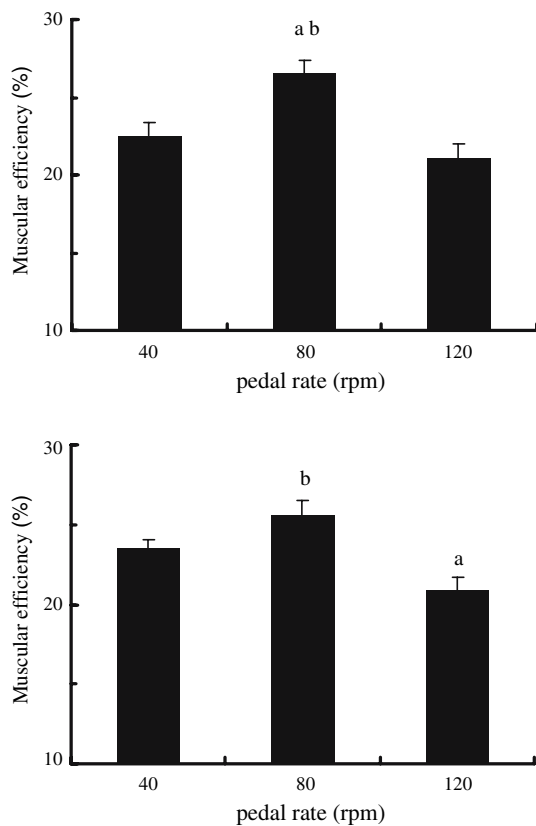 30
a b
Muscular efficiency (%)
20
10
40 80 120
pedal rate (rpm)
30
b
Muscular efficiency (%)
a
20
10
40 80 120
pedal rate (rpm)